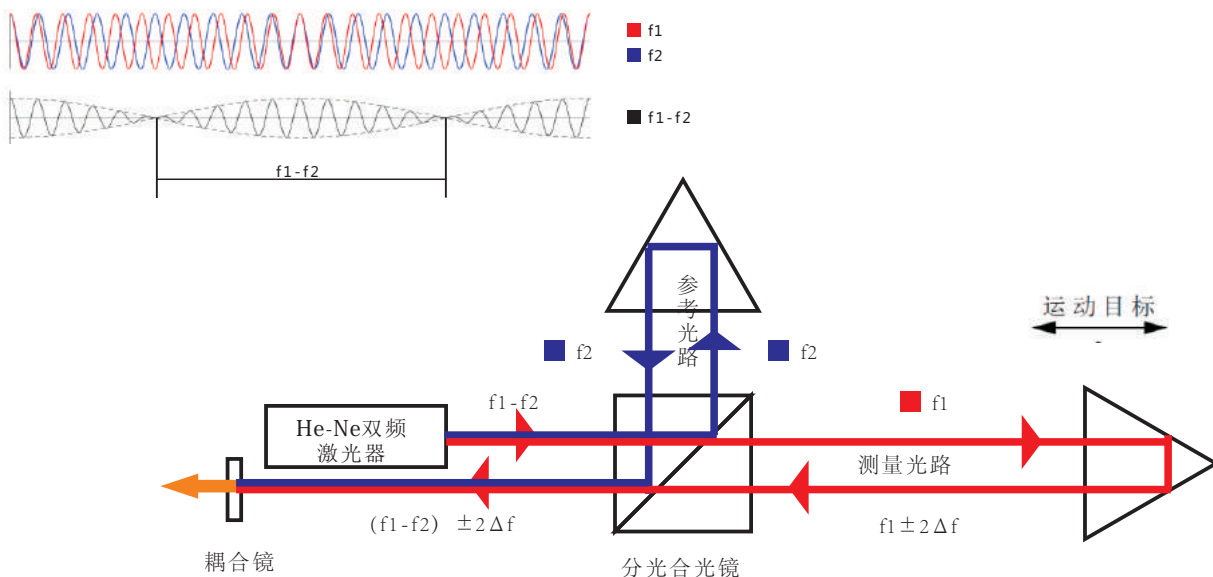 f1
f2
f1-f2
f1-f2
参考光路
运动目标
f2
f2
f1
f1-f2
He-Ne双频
激光器
测量光路
(f1-f2) ±2Δf
f1±2Δf
耦合镜
分光合光镜